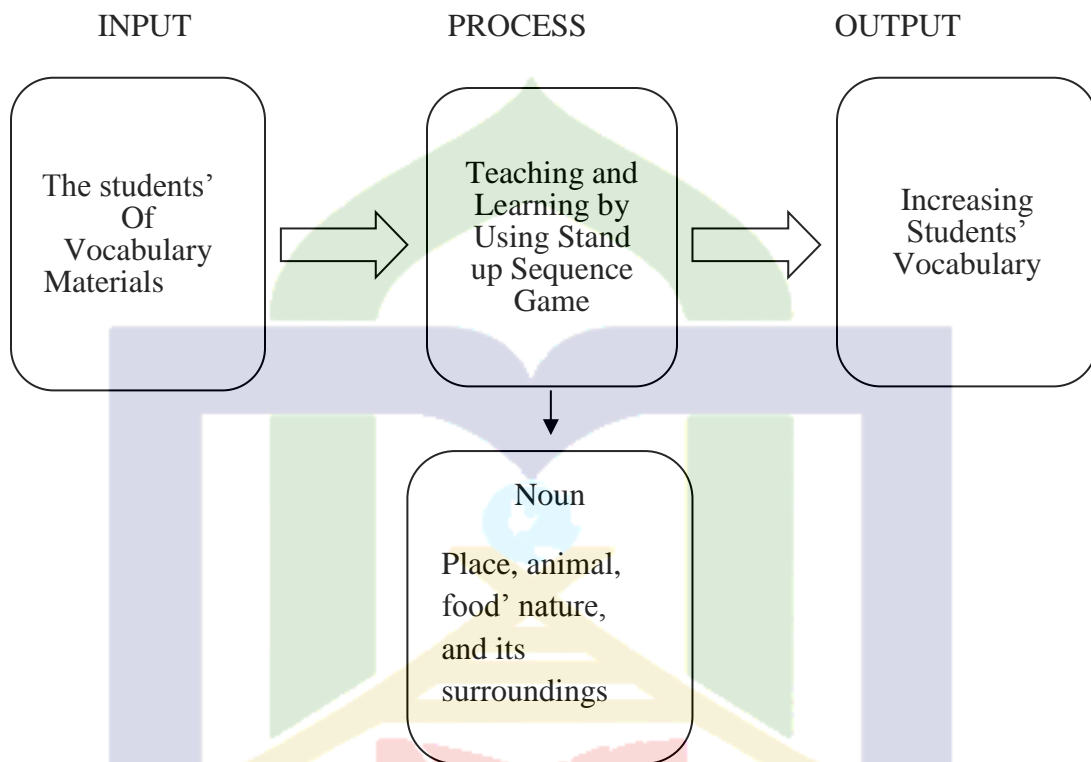 INPUT
PROCESS
OUTPUT
The students’
Of
Vocabulary
Materials
Teaching and
Learning by
Using Stand
up Sequence
Game
Increasing
Students’
Vocabulary
Noun
Place, animal,
food’ nature,
and its
surroundings